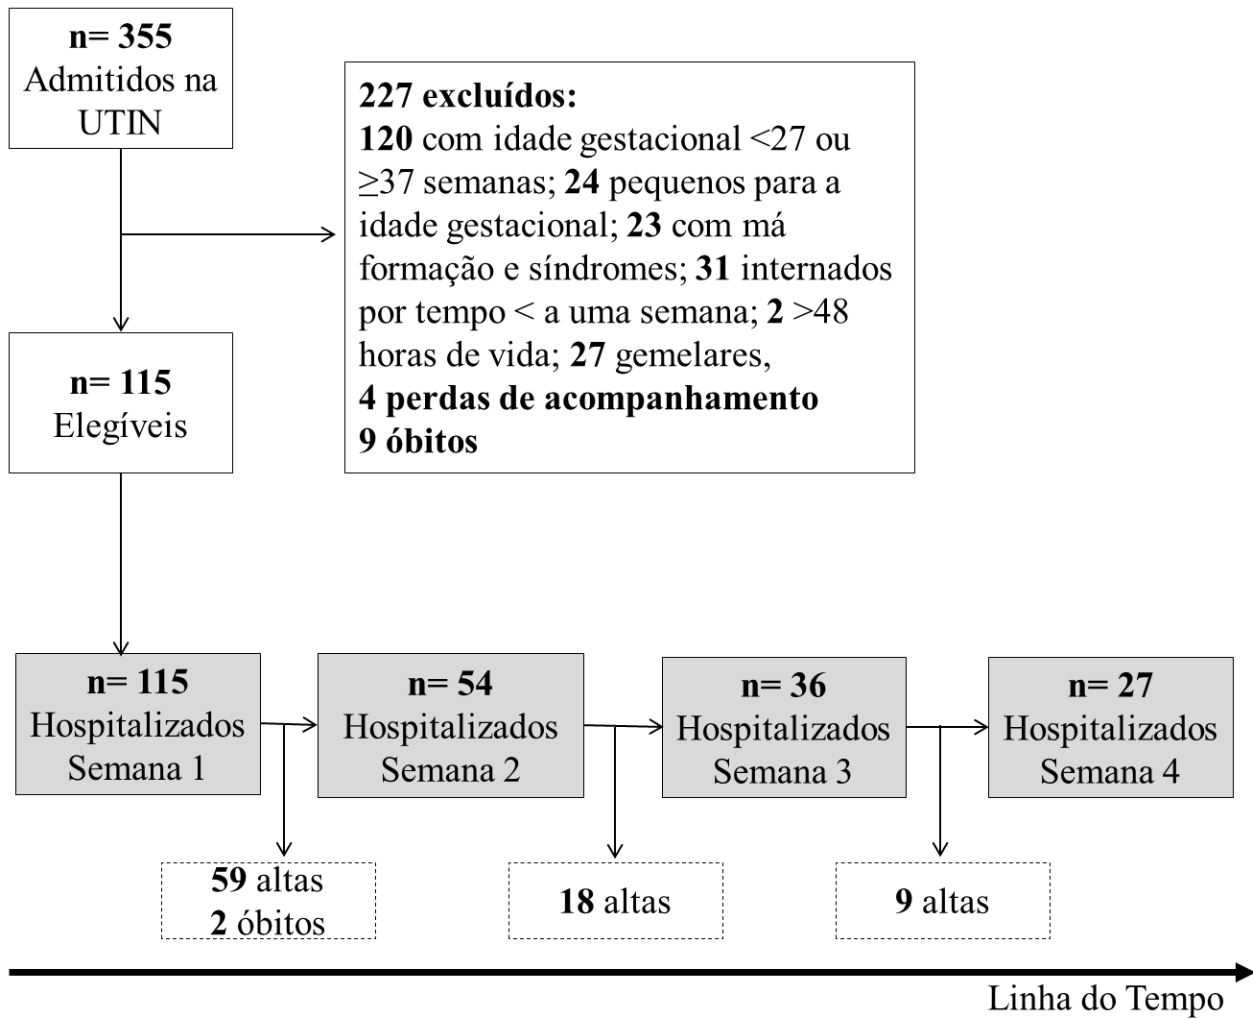 n= 355
Admitidos na
UTIN
227 excluídos:
120 com idade gestacional <27 ou
≥37 semanas; 24 pequenos para a
idade gestacional; 23 com má
formação e síndromes; 31 internados
por tempo < a uma semana; 2 >48
horas de vida; 27 gemelares,
4 perdas de acompanhamento
9 óbitos
n= 115
Elegíveis
n= 115
Hospitalizados
Semana 1
n= 54
Hospitalizados
Semana 2
n= 36
Hospitalizados
Semana 3
n= 27
Hospitalizados
Semana 4
59 altas
2 óbitos
18 altas
9 altas
Linha do Tempo